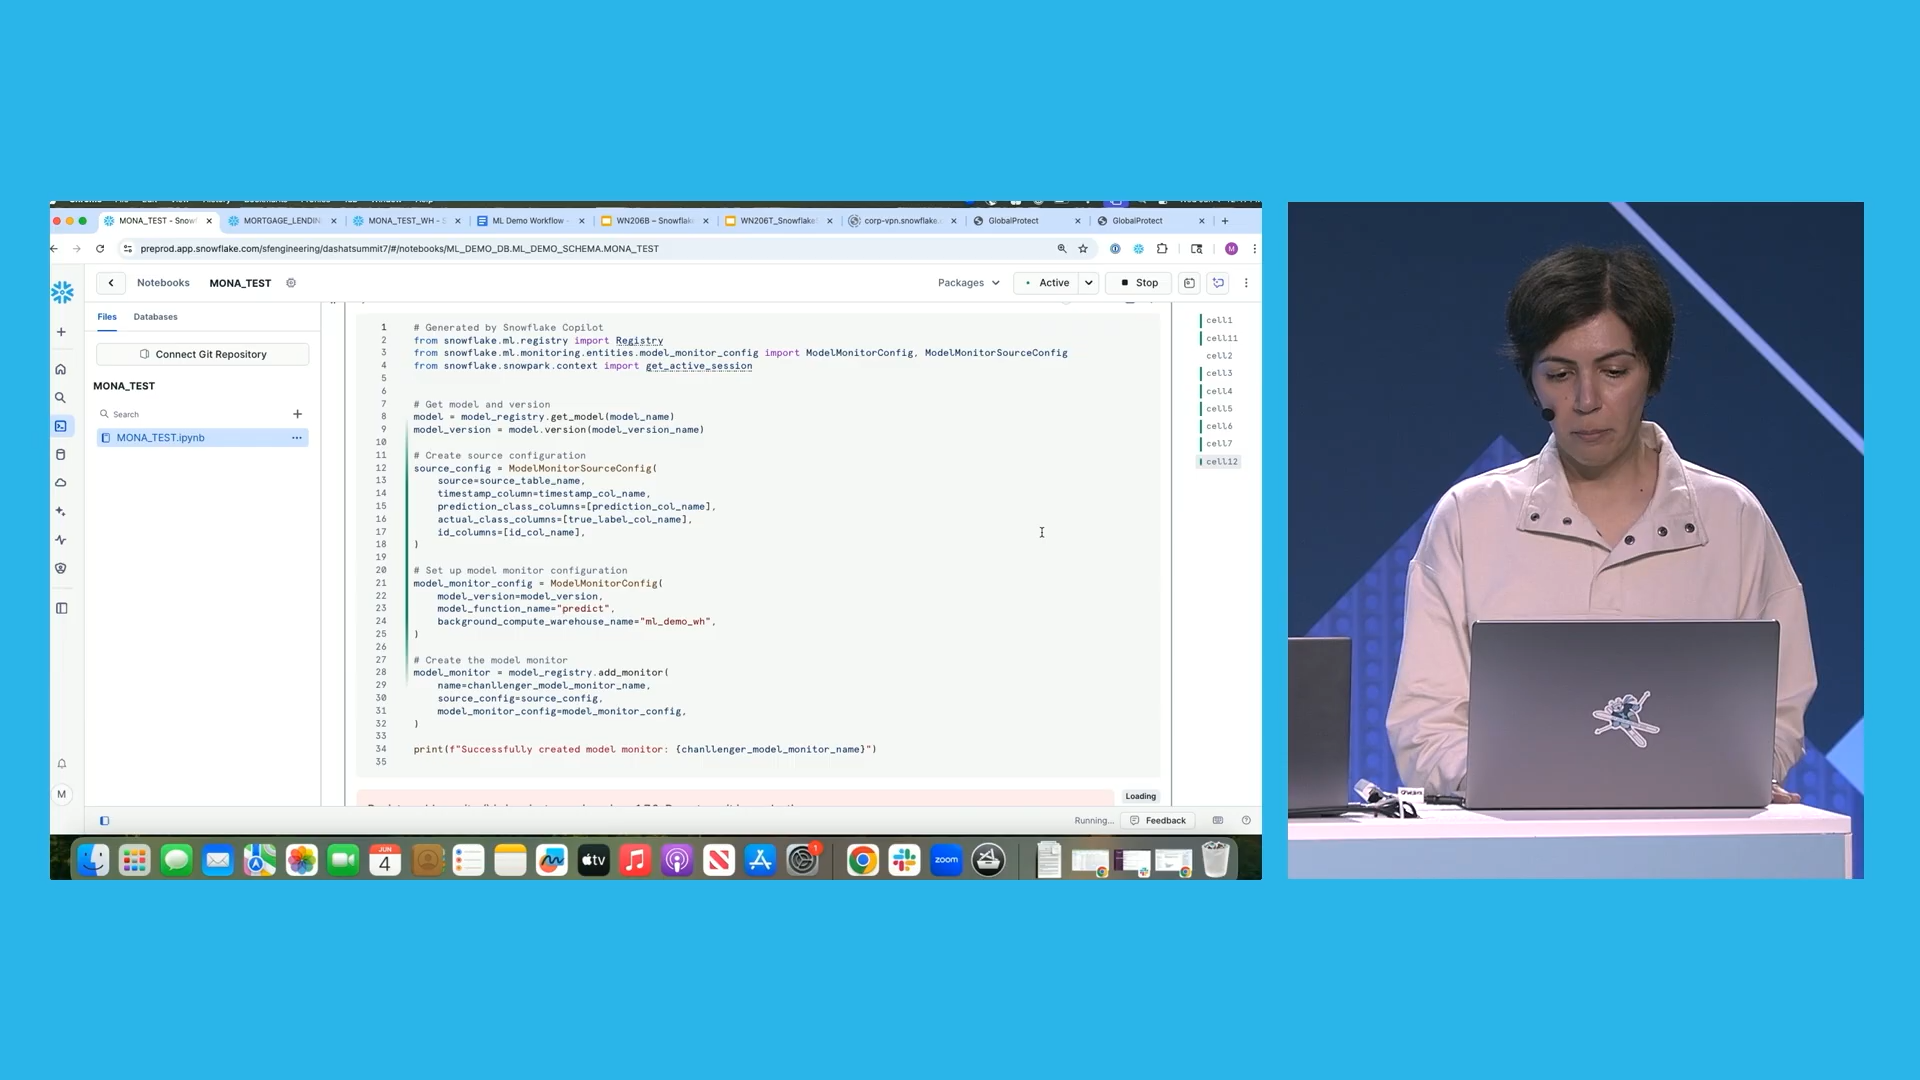 MONA_TEST - Snowf
MORTGAGE_LENDIN
MONA_TEST_WH - S
ML Demo Workflow -
WN206B – Snowflake
WN206T_Snowflake
corp-vpn.snowflake.c
GlobalProtect
GlobalProtect
preprod.app.snowflake.com/sfengineering/dashatsummit7/#/notebooks/ML_DEMO_DB.ML_DEMO_SCHEMA.MONA_TEST
M
Notebooks MONA_TEST
Packages
Active
Stop
Files Databases
Connect Git Repository
MONA_TEST
Search
MONA_TEST.ipynb
M
1 # Generated by Snowflake Copilot
2 from snowflake.ml.registry import Registry
3 from snowflake.ml.monitoring.entities.model_monitor_config import ModelMonitorConfig, ModelMonitorSourceConfig
4 from snowflake.snowpark.context import get_active_session
5
6
7 # Get model and version
8 model = model_registry.get_model(model_name)
9 model_version = model.version(model_version_name)
10
11 # Create source configuration
12 source_config = ModelMonitorSourceConfig(
13 source=source_table_name,
14 timestamp_column=timestamp_col_name,
15 prediction_class_columns=[prediction_col_name],
16 actual_class_columns=[true_label_col_name],
17 id_columns=[id_col_name],
18 )
19
20 # Set up model monitor configuration
21 model_monitor_config = ModelMonitorConfig(
22 model_version=model_version,
23 model_function_name="predict",
24 background_compute_warehouse_name="ml_demo_wh",
25 )
26
27 # Create the model monitor
28 model_monitor = model_registry.add_monitor(
29 name=chanllenger_model_monitor_name,
30 source_config=source_config,
31 model_monitor_config=model_monitor_config,
32 )
33
34 print(f"Successfully created model monitor: {chanllenger_model_monitor_name}")
35
cell1
cell11
cell2
cell3
cell4
cell5
cell6
cell7
cell12
Loading
Running...
Feedback
JUN
4
tv
1
zoom